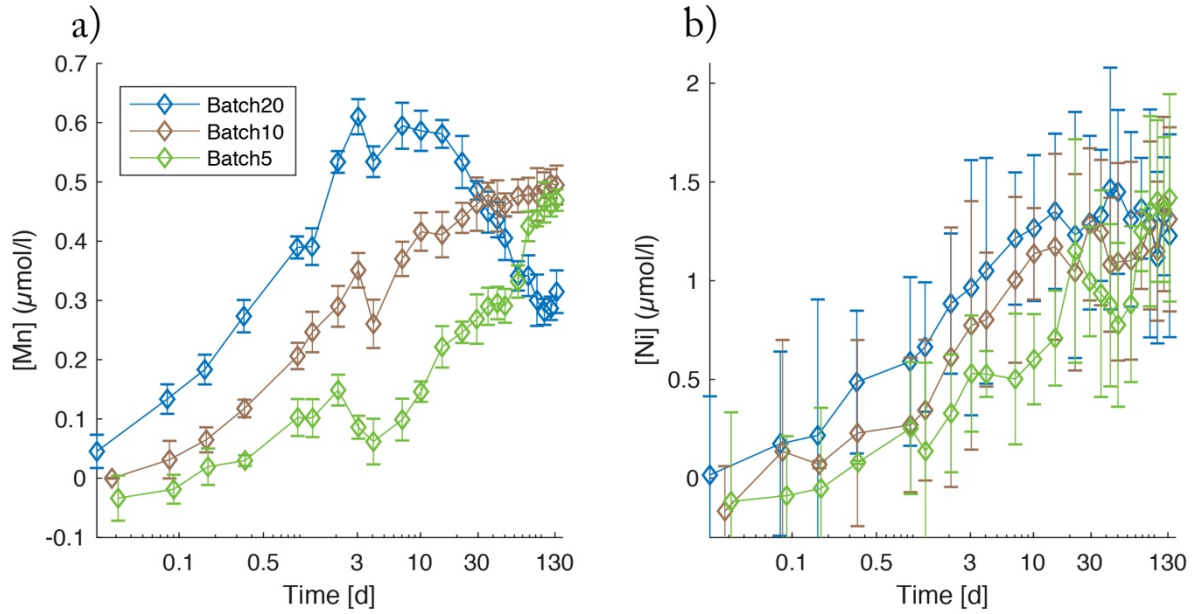 a)
[Mn] (µmol/l)
0.7
0.6
0.5
0.4
0.3
0.2
0.1
0
-0.1
Batch20
Batch10
Batch5
0.1 0.5 3 10 30 130
Time [d]
b)
[Ni] (µmol/l)
2
1.5
1
0.5
0
0.1 0.5 3 10 30 130
Time [d]